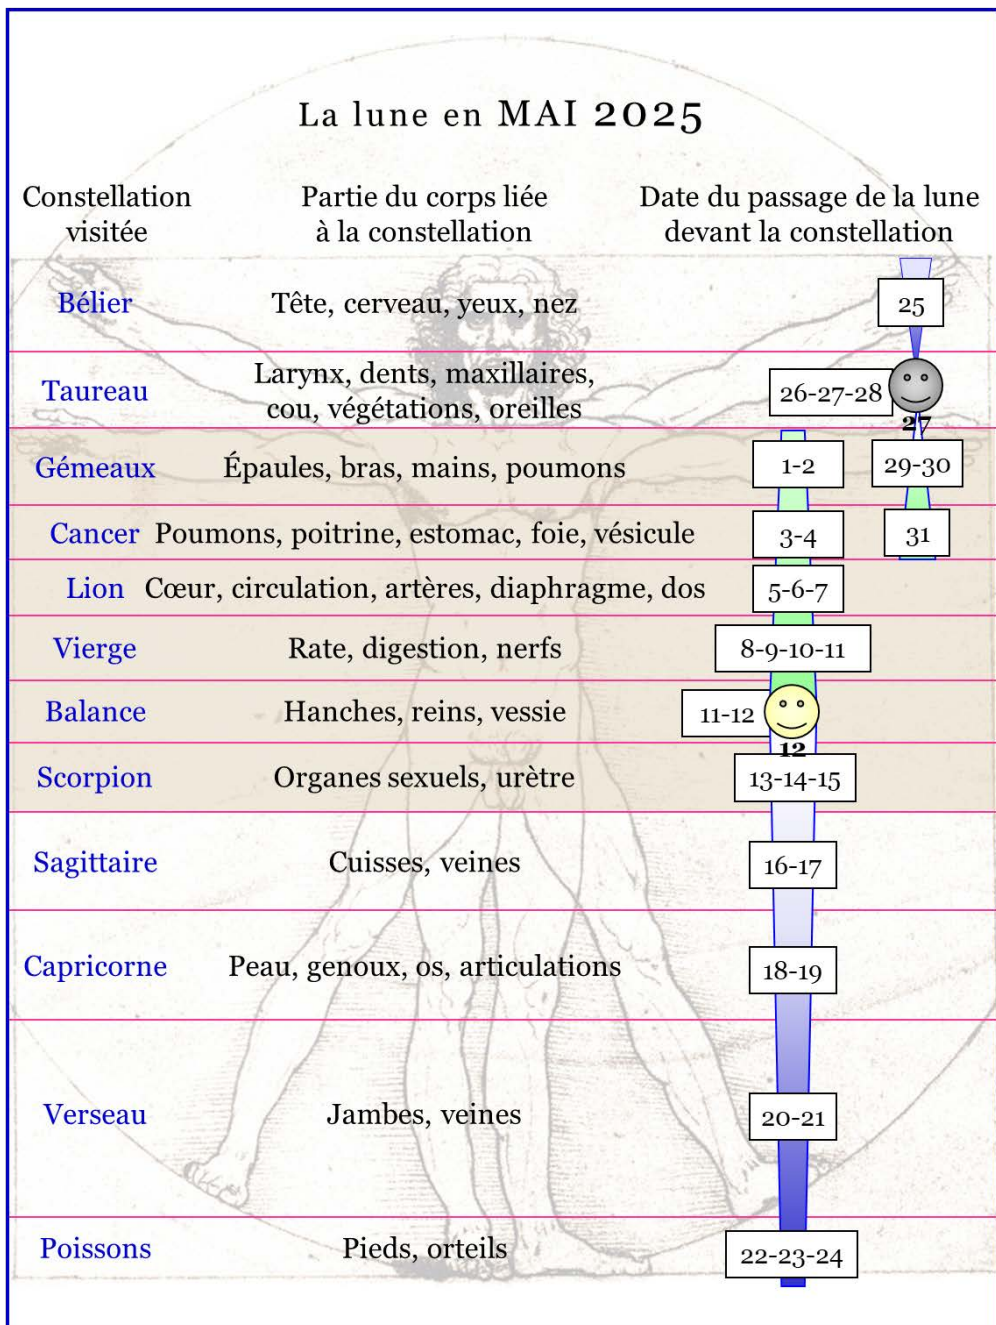 La lune en MAI 2025
Constellation
visitée
Partie du corps liée
à la constellation
Date du passage de la lune
devant la constellation
Bélier
Tête, cerveau, yeux, nez
25
Taureau
Larynx, dents, maxillaires,
cou, végétations, oreilles
26-27-28
27
Gémeaux
Épaules, bras, mains, poumons
1-2
29-30
Cancer
Poumons, poitrine, estomac, foie, vésicule
3-4
31
Lion
Cœur, circulation, artères, diaphragme, dos
5-6-7
Vierge
Rate, digestion, nerfs
8-9-10-11
Balance
Hanches, reins, vessie
11-12
12
Scorpion
Organes sexuels, urètre
13-14-15
Sagittaire
Cuisses, veines
16-17
Capricorne
Peau, genoux, os, articulations
18-19
Verseau
Jambes, veines
20-21
Poissons
Pieds, orteils
22-23-24